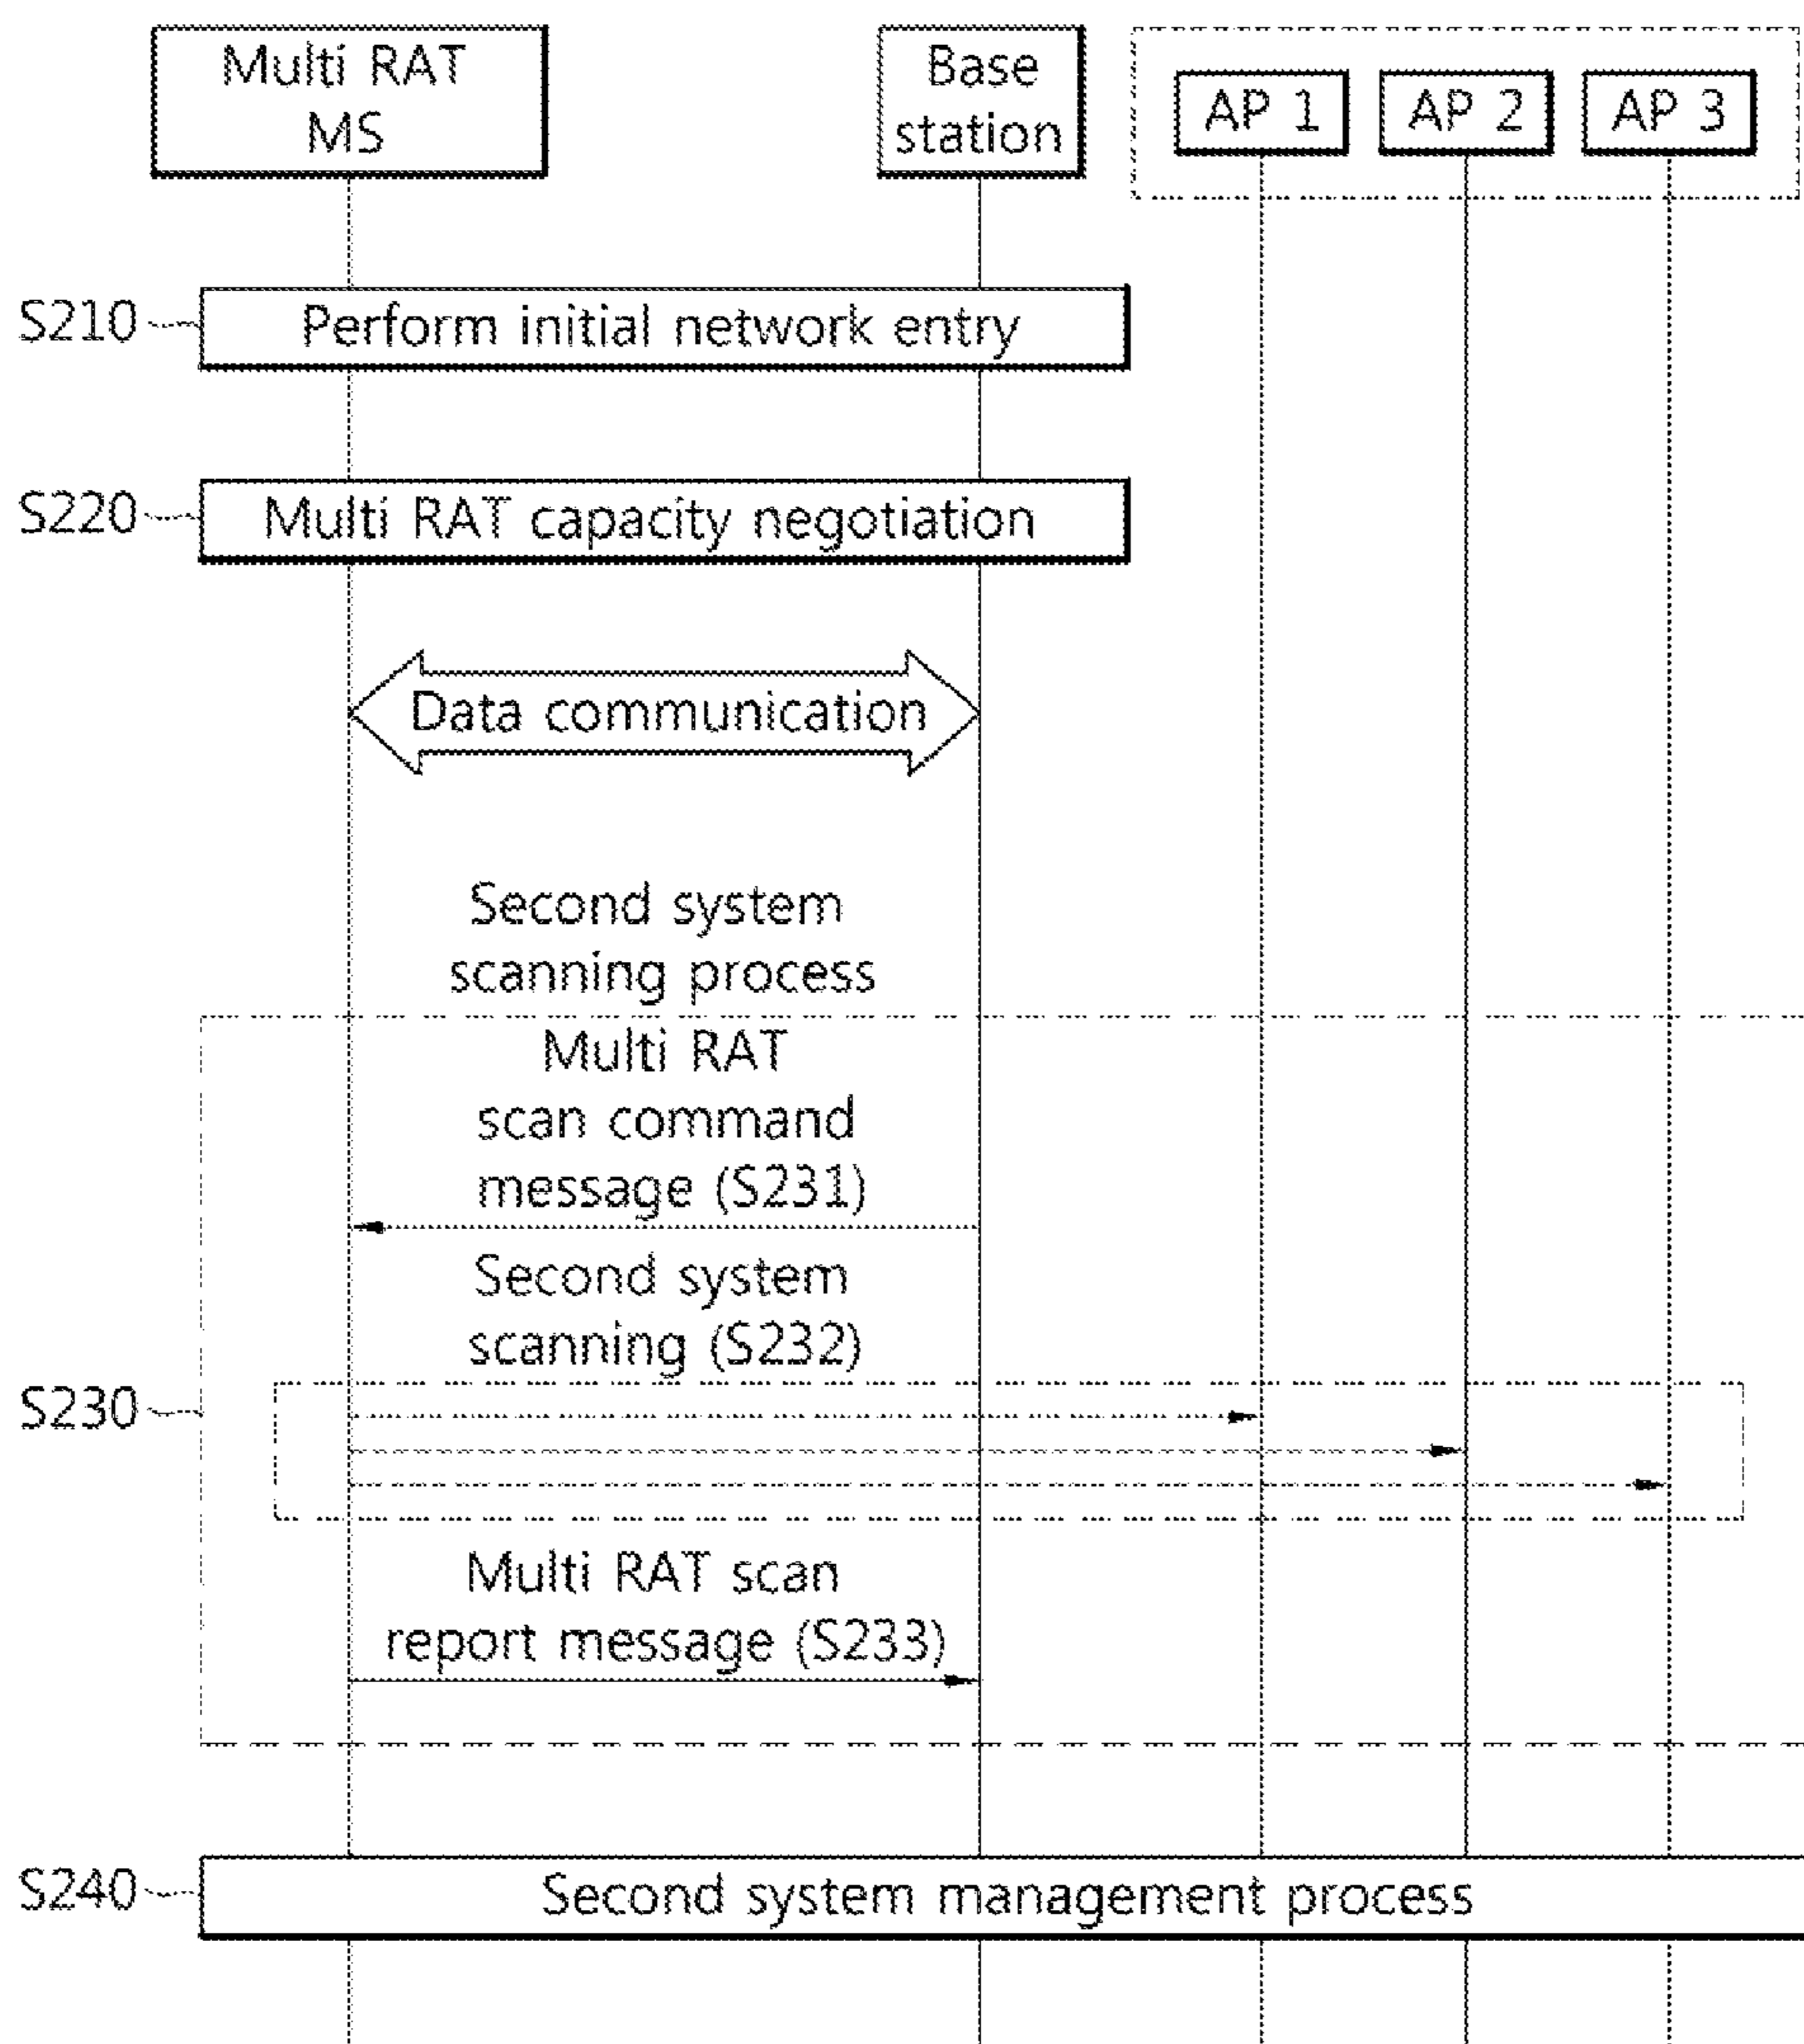 Multi RAT
MS
Base
station
AP 1
AP 2
AP 3
S210
Perform initial network entry
S220
Multi RAT capacity negotiation
Data communication
Second system
scanning process
Multi RAT
scan command
message (S231)
Second system
scanning (S232)
S230
Multi RAT scan
report message (S233)
S240
Second system management process